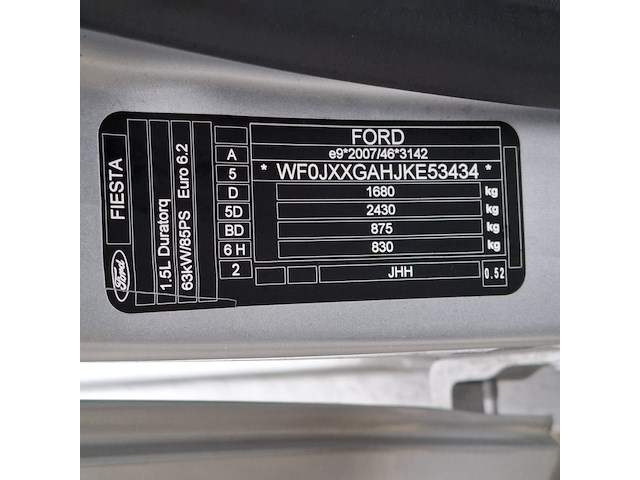 FORD
e9*2007/46*3142
* WF0JXXGAHJKE53434 *
1680 kg
2430 kg
875 kg
830 kg
JHH 0.52
A
5
D
5D
BD
6 H
2
FIESTA
1.5L Duratorq
63kW/85PS Euro 6.2
Ford